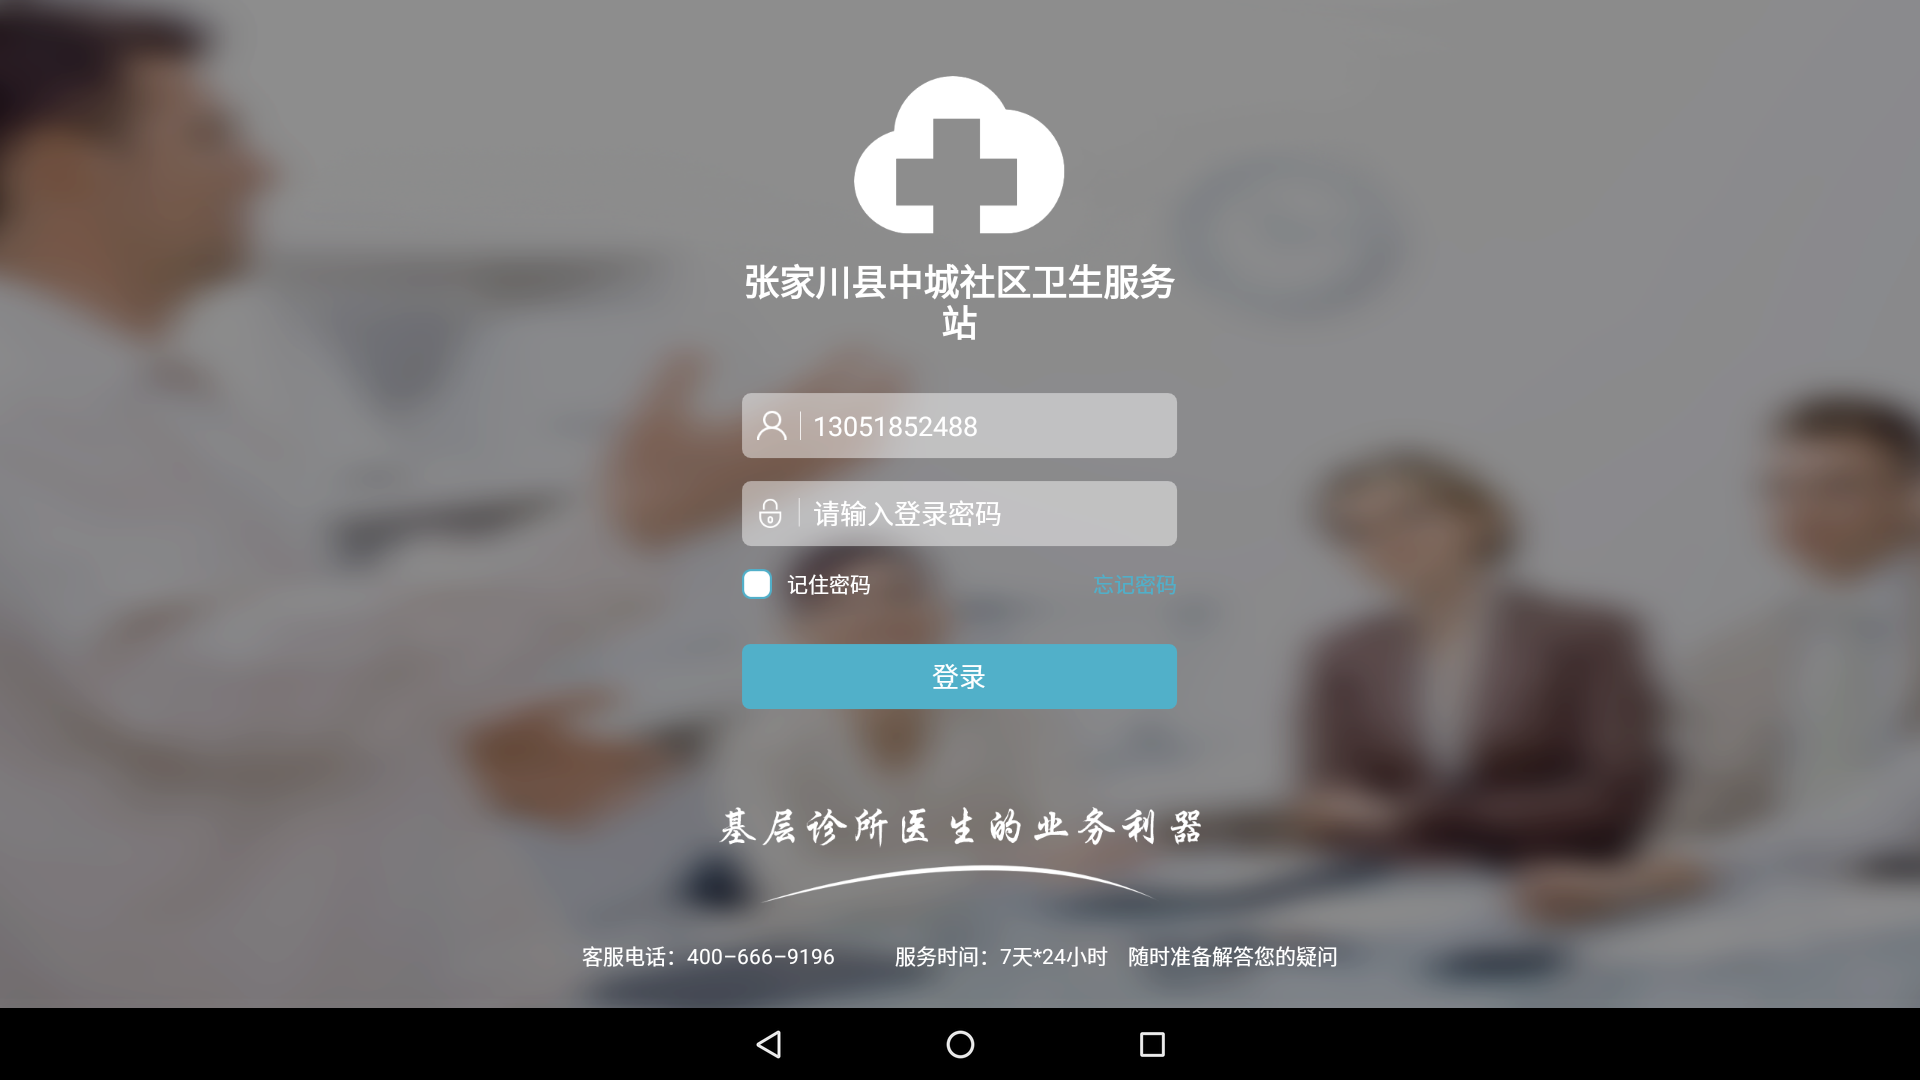 张家川县中城社区卫生服务
站
13051852488
请输入登录密码
记住密码 忘记密码
登录
基层诊所医生的业务利器
客服电话：400-666-9196 服务时间：7天*24小时 随时准备解答您的疑问